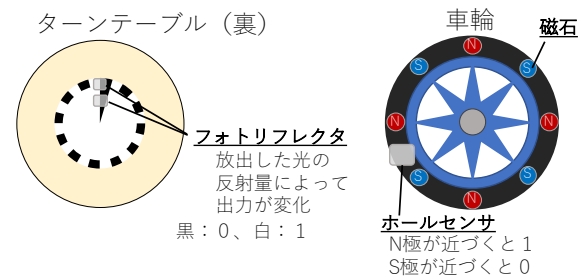 ターンテーブル（裏）
フォトリフレクタ
放出した光の
反射量によって
出力が変化
黒：０、白：１
車輪
磁石
N
S
S
N
N
S
S
N
ホールセンサ
N極が近づくと１
S極が近づくと０